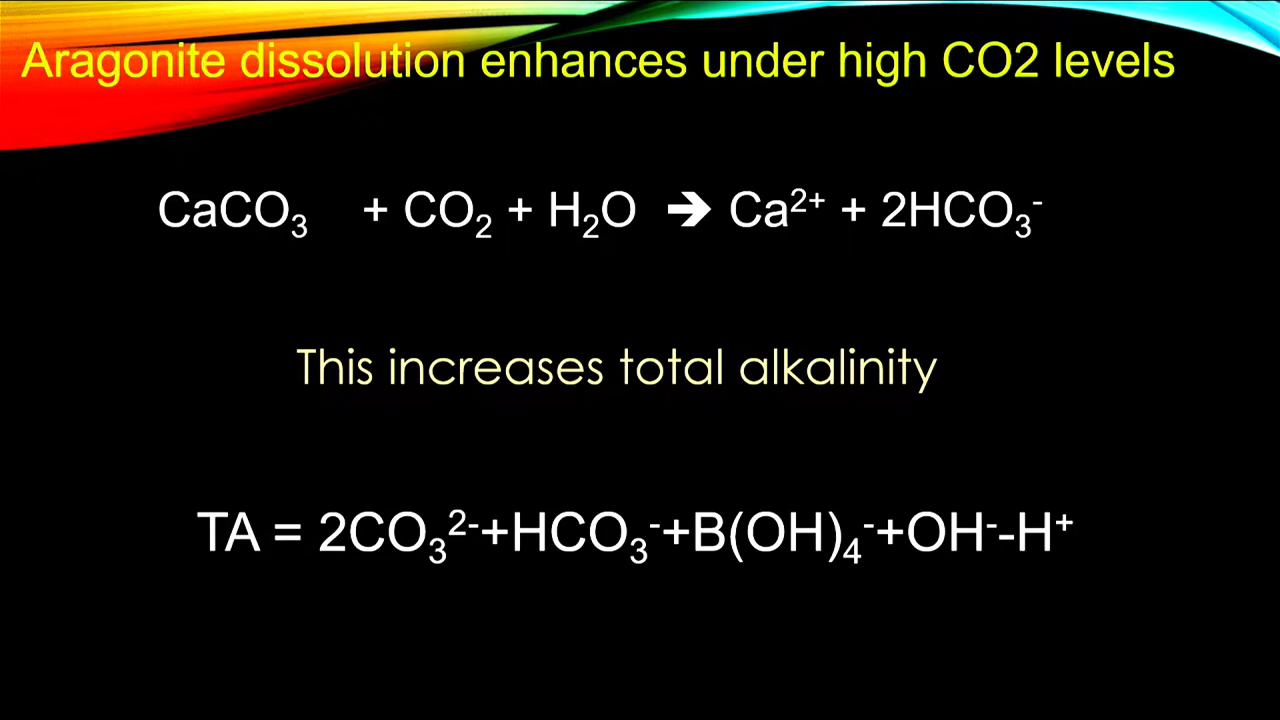 Aragonite dissolution enhances under high CO2 levels
CaCO₃ + CO₂ + H₂O ➔ Ca²⁺ + 2HCO₃⁻
This increases total alkalinity
TA = 2CO₃²⁻+HCO₃⁻+B(OH)₄⁻+OH⁻-H⁺